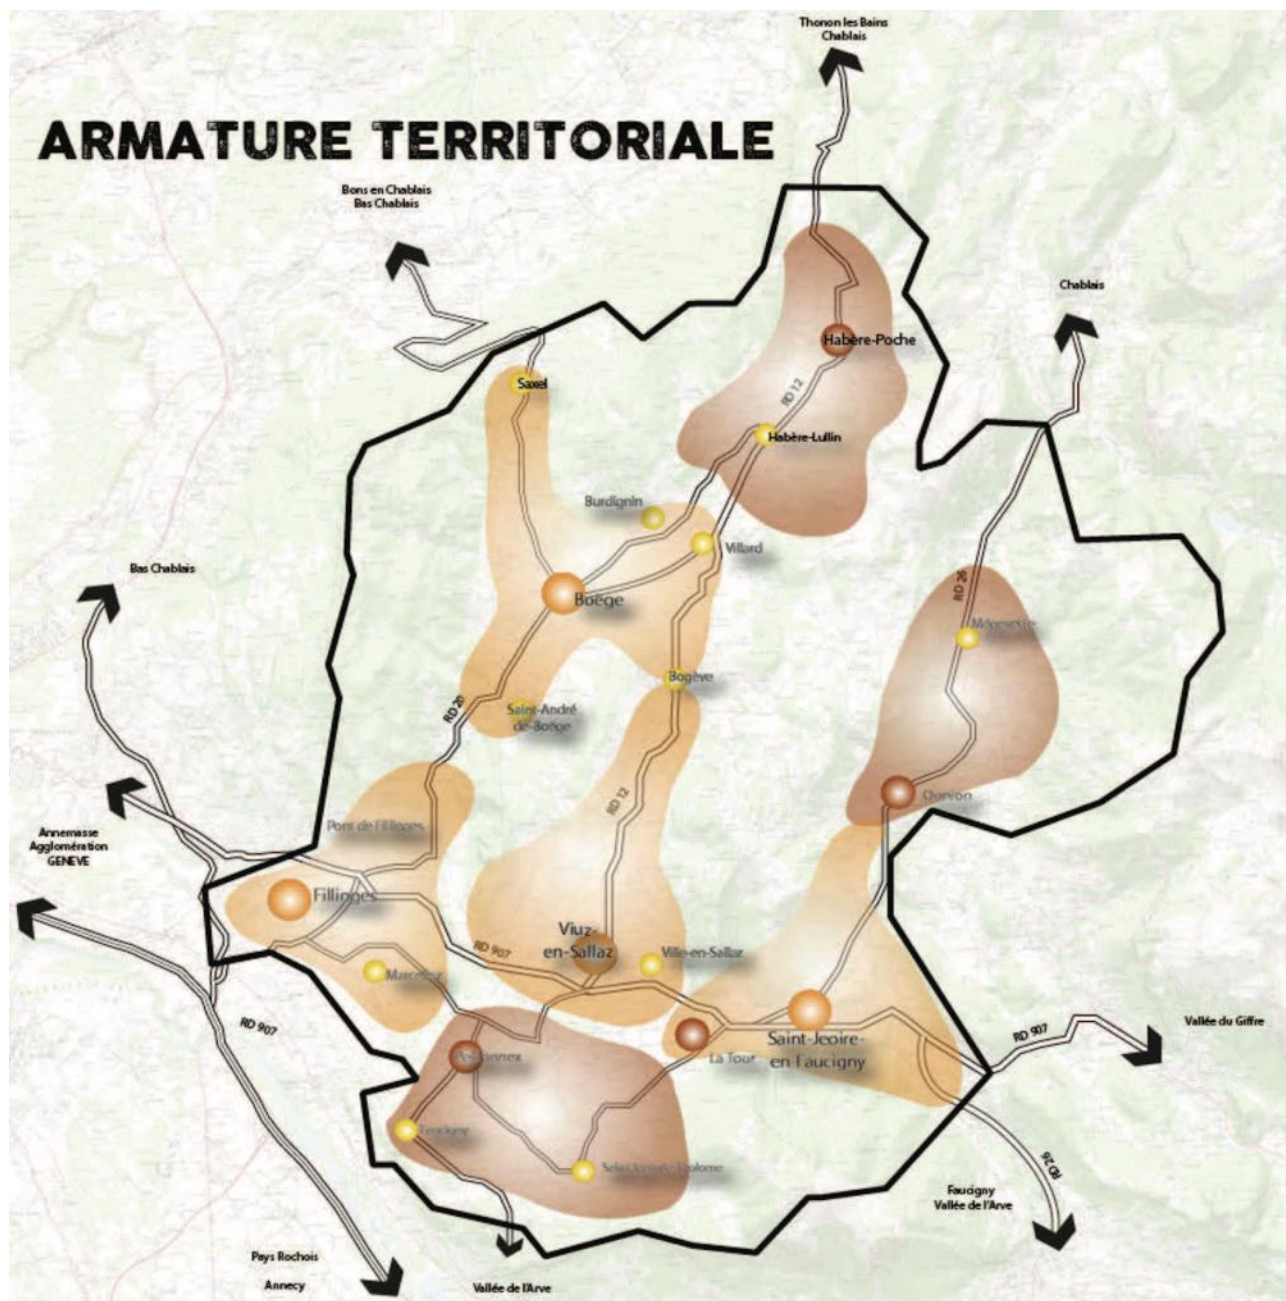 Thonon les Bains
Chablais
ARMATURE TERRITORIALE
Bons en Chablais
Bas Chablais
Chablais
Habère-Poche
Saxel
RD 12
Habère-Lullin
Burdignin
Villard
Bas Chablais
RD 26
Boëge
Bogève
RD 20
Saint-André
de-Boëge
RD 12
Pont de Fillinges
Annemasse
Agglomération
GENEVE
Fillinges
Viuz-
en-Sallaz
RD 907
Ville-en-Sallaz
RD 907
RD 907
Vallée du Giffre
Saint-Jeoire-
en-Faucigny
La Tour
RD 26
Faucigny
Vallée de l'Arve
Pays Rochois
Annecy
Vallée de l'Arve